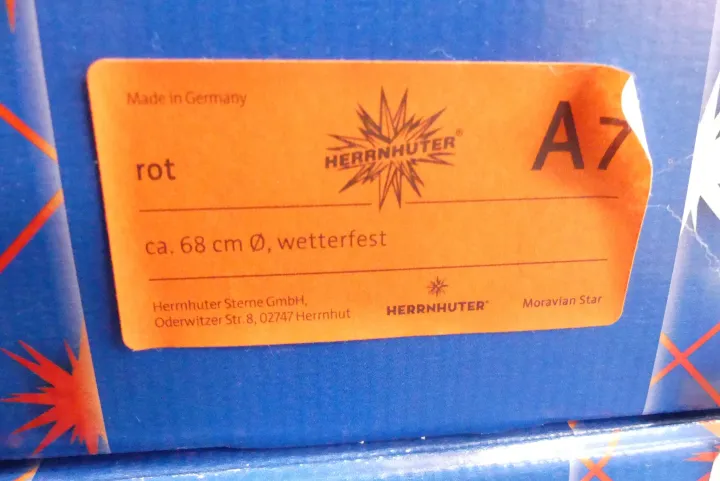 Made in Germany
HERRNHUTER®
A7
rot
ca. 68 cm Ø, wetterfest
Herrnhuter Sterne GmbH,
Oderwitzer Str. 8, 02747 Herrnhut
HERRNHUTER®
Moravian Star